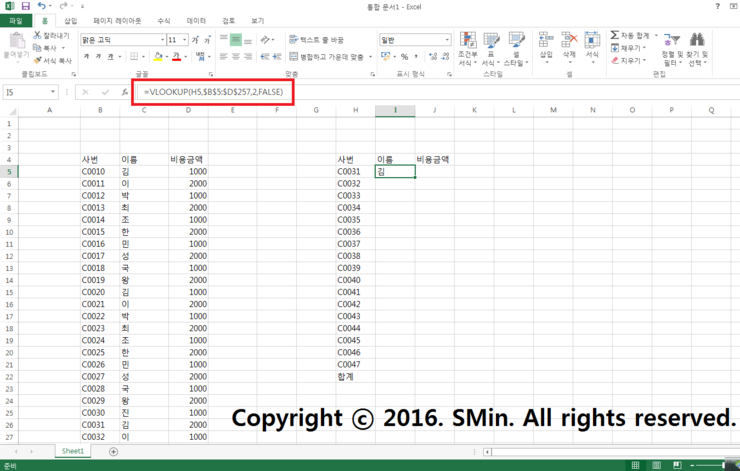 통합 문서1 - Excel
파일 홈 삽입 페이지 레이아웃 수식 데이터 검토 보기
붙여넣기
잘라내기
복사
서식 복사
클립보드
맑은 고딕 11
가 가 가
글꼴
텍스트 줄 바꿈
병합하고 가운데 맞춤
맞춤
일반
표시 형식
조건부 서식
표 서식
셀 스타일
스타일
삽입 삭제 서식
셀
자동 합계
채우기
지우기
정렬 및 필터
찾기 및 선택
편집
I5 =VLOOKUP(H5,$B$5:$D$257,2,FALSE)
A B C D E F G H I J K L M N O P Q
1
2
3
4 사번 이름 비용금액 사번 이름 비용금액
5 C0010 김 1000 C0031 김
6 C0011 이 2000 C0032
7 C0012 박 1000 C0033
8 C0013 최 2000 C0034
9 C0014 조 1000 C0035
10 C0015 한 2000 C0036
11 C0016 민 1000 C0037
12 C0017 성 2000 C0038
13 C0018 국 1000 C0039
14 C0019 왕 2000 C0040
15 C0020 김 1000 C0041
16 C0021 이 2000 C0042
17 C0022 박 1000 C0043
18 C0023 최 2000 C0044
19 C0024 조 1000 C0045
20 C0025 한 2000 C0046
21 C0026 민 1000 C0047
22 C0027 성 2000 합계
23 C0028 국 1000
24 C0029 왕 2000
25 C0030 진 1000
26 C0031 김 2000
27 C0032 이 1000
Copyright ⓒ 2016. SMin. All rights reserved.
Sheet1
준비